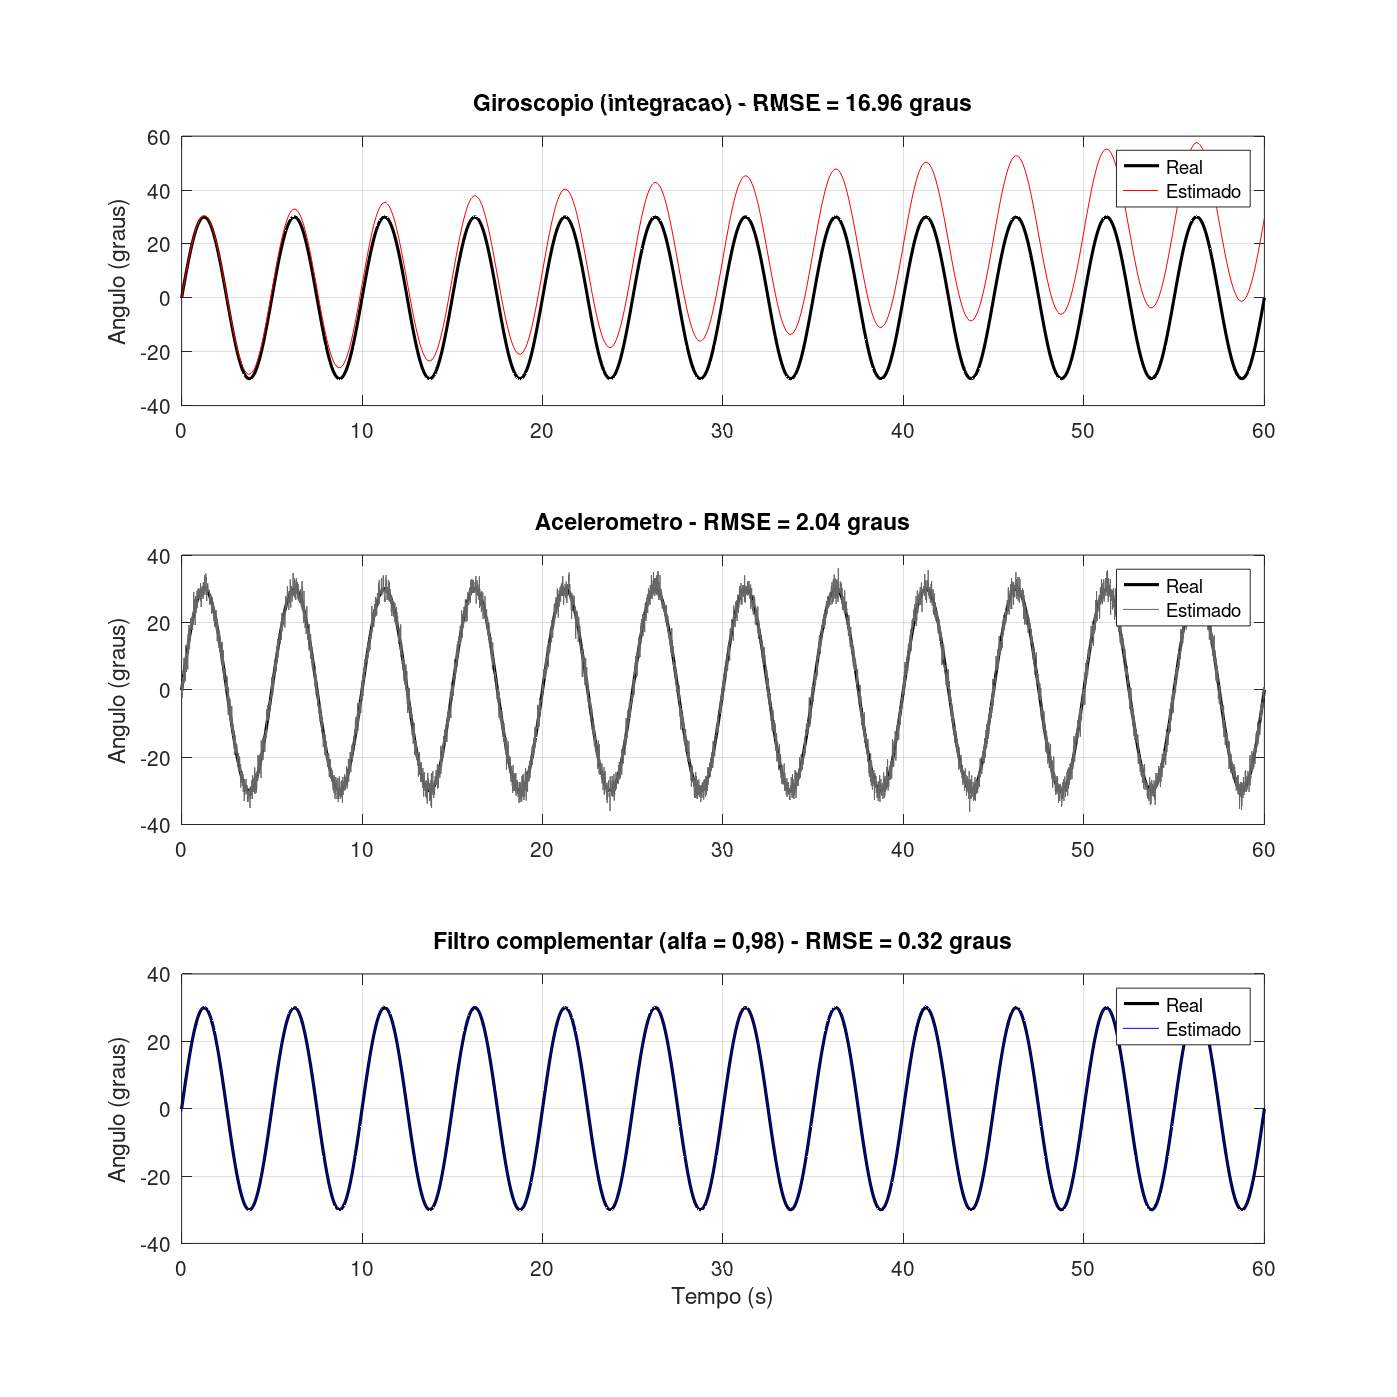 Giroscopio (integracao) - RMSE = 16.96 graus
60
40
20
0
-20
-40
Angulo (graus)
Real
Estimado
0 10 20 30 40 50 60
Acelerometro - RMSE = 2.04 graus
40
20
0
-20
-40
Angulo (graus)
Real
Estimado
0 10 20 30 40 50 60
Filtro complementar (alfa = 0,98) - RMSE = 0.32 graus
40
20
0
-20
-40
Angulo (graus)
Real
Estimado
0 10 20 30 40 50 60
Tempo (s)